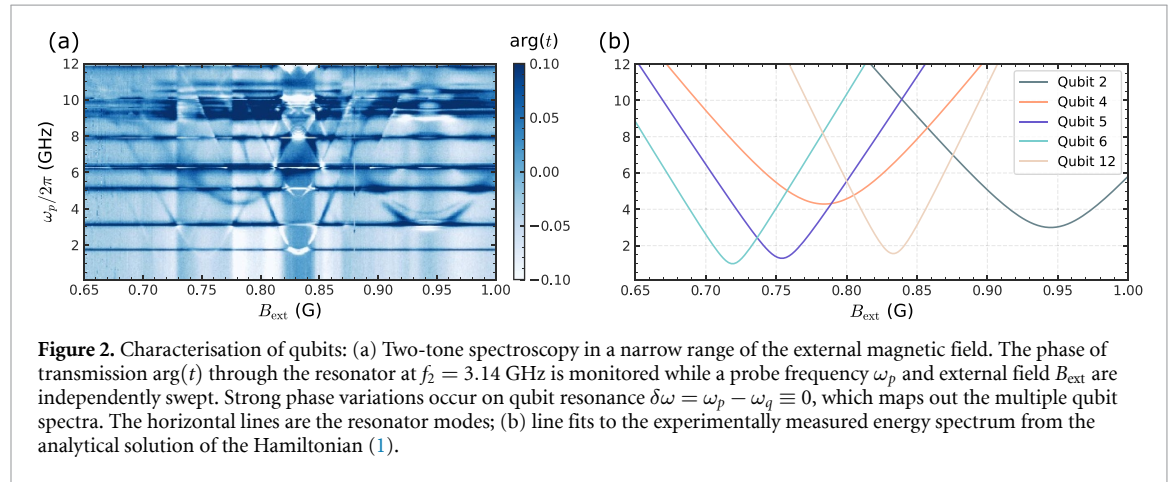 (a)
arg(t)
12
10
8
6
4
2
ω_p/2π (GHz)
0.65 0.70 0.75 0.80 0.85 0.90 0.95 1.00
B_ext (G)
0.10
0.05
0.00
−0.05
−0.10
(b)
12
10
8
6
4
2
0.65 0.70 0.75 0.80 0.85 0.90 0.95 1.00
B_ext (G)
Qubit 2
Qubit 4
Qubit 5
Qubit 6
Qubit 12
Figure 2. Characterisation of qubits: (a) Two-tone spectroscopy in a narrow range of the external magnetic field. The phase of
transmission arg(t) through the resonator at f₂ = 3.14 GHz is monitored while a probe frequency ω_p and external field B_ext are
independently swept. Strong phase variations occur on qubit resonance δω = ω_p − ω_q ≡ 0, which maps out the multiple qubit
spectra. The horizontal lines are the resonator modes; (b) line fits to the experimentally measured energy spectrum from the
analytical solution of the Hamiltonian (1).